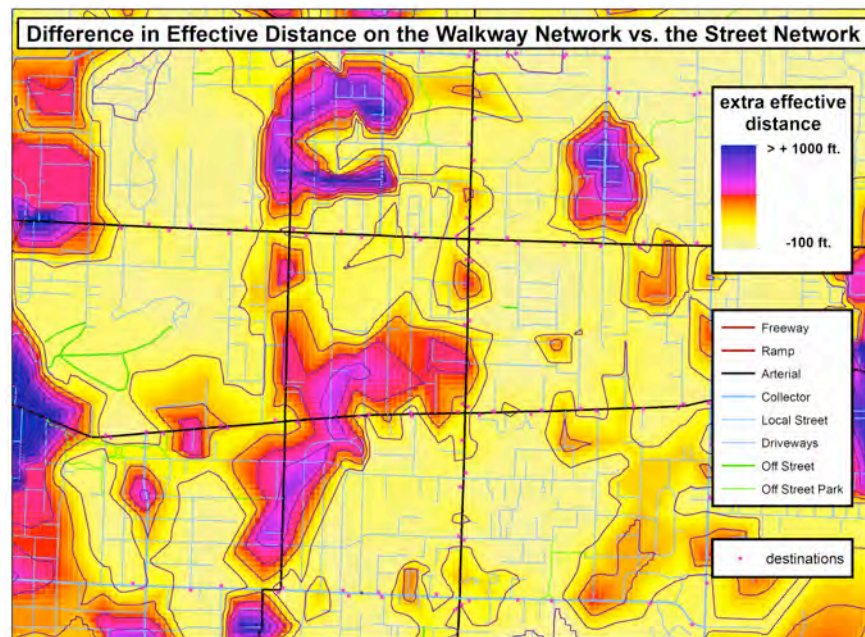 Difference in Effective Distance on the Walkway Network vs. the Street Network
extra effective
distance
> + 1000 ft.
-100 ft.
Freeway
Ramp
Arterial
Collector
Local Street
Driveways
Off Street
Off Street Park
destinations